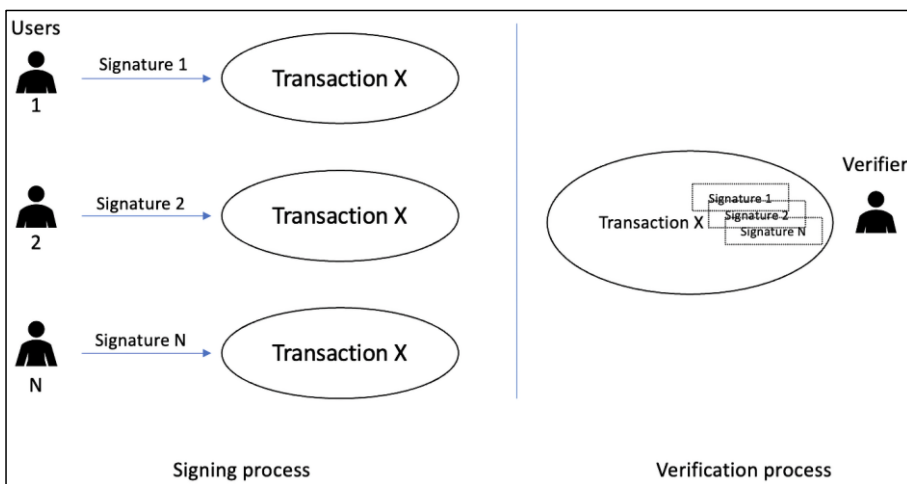 Users
Signature 1
Transaction X
1
Signature 2
Transaction X
2
Signature N
Transaction X
N
Signing process
Verifier
Signature 1
Transaction X
Signature 2
Signature N
Verification process